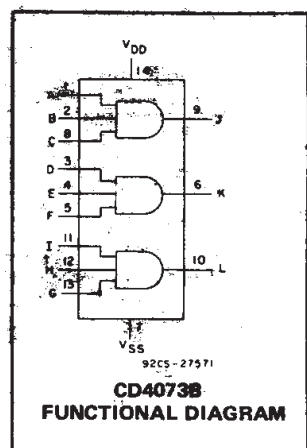 VDD
14
B 2 9 J
C 8
D 3
E 4 6 K
F 5
I 11
H 12 10 L
G 13
VSS
92CS-27571
CD4073B
FUNCTIONAL DIAGRAM